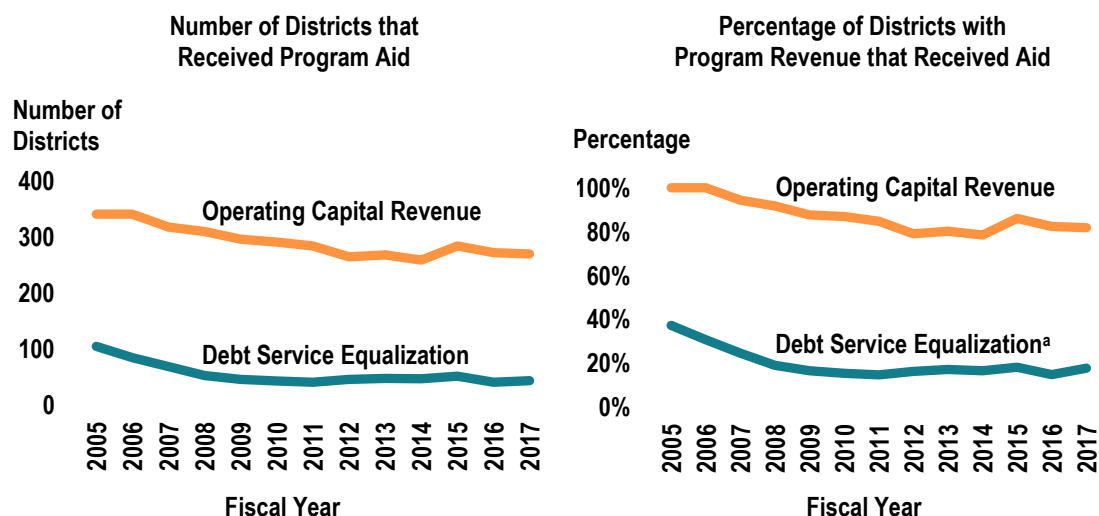 Number of Districts that
Received Program Aid
Number of
Districts
400
300
200
100
0
Operating Capital Revenue
Debt Service Equalization
2005
2006
2007
2008
2009
2010
2011
2012
2013
2014
2015
2016
2017
Fiscal Year
Percentage of Districts with
Program Revenue that Received Aid
Percentage
100%
80%
60%
40%
20%
0%
Operating Capital Revenue
Debt Service Equalizationᵃ
2005
2006
2007
2008
2009
2010
2011
2012
2013
2014
2015
2016
2017
Fiscal Year